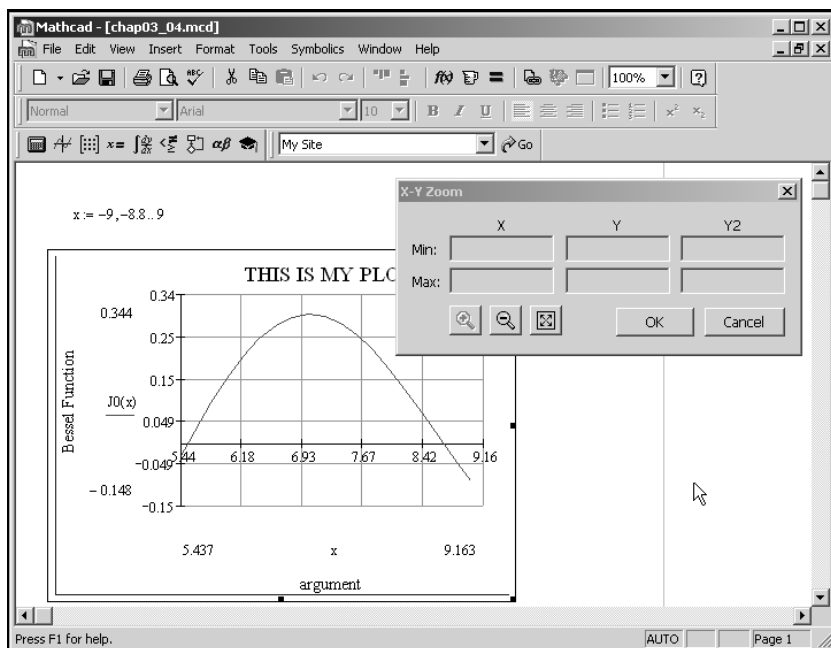 Mathcad - [chap03_04.mcd]
File Edit View Insert Format Tools Symbolics Window Help
f(x) = 100%
Normal Arial 10 B I U x² x₂
x= αβ My Site Go
x := -9,-8.8..9
X-Y Zoom
X Y Y2
Min:
Max:
OK Cancel
THIS IS MY PLO
0.344
Bessel Function
J0(x)
-0.148
0.34
0.25
0.15
0.049
-0.049
-0.15
5.44 6.18 6.93 7.67 8.42 9.16
5.437 x 9.163
argument
Press F1 for help. AUTO Page 1